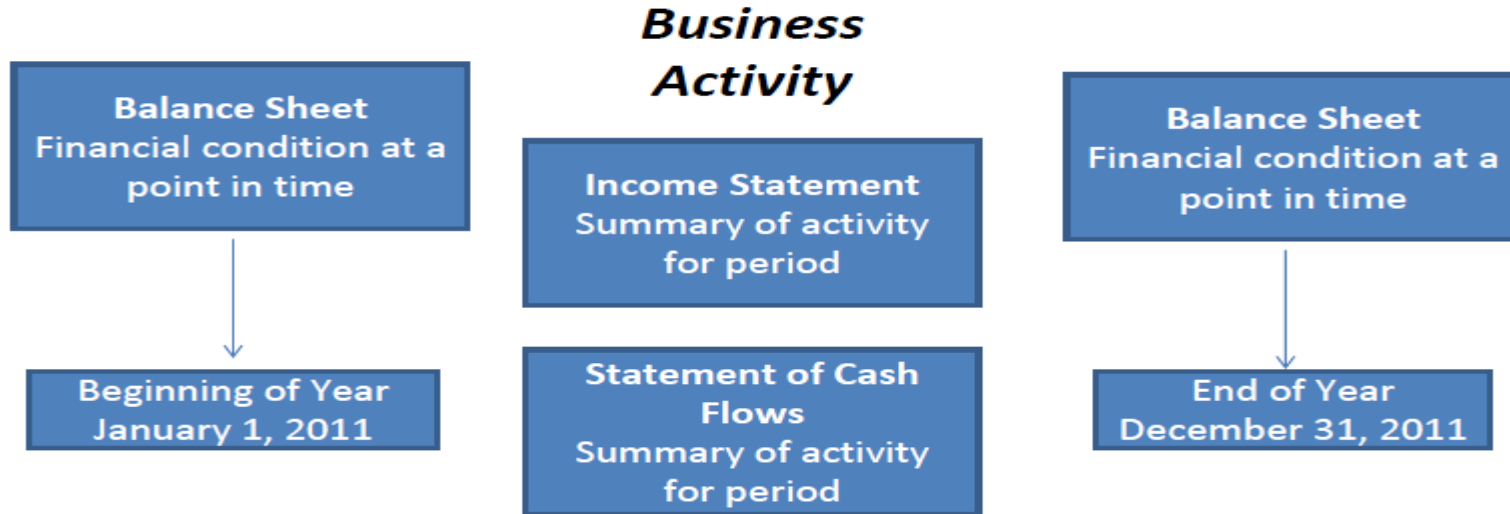 Business
Activity
Balance Sheet
Financial condition at a
point in time
Beginning of Year
January 1, 2011
Income Statement
Summary of activity
for period
Statement of Cash
Flows
Summary of activity
for period
Balance Sheet
Financial condition at a
point in time
End of Year
December 31, 2011